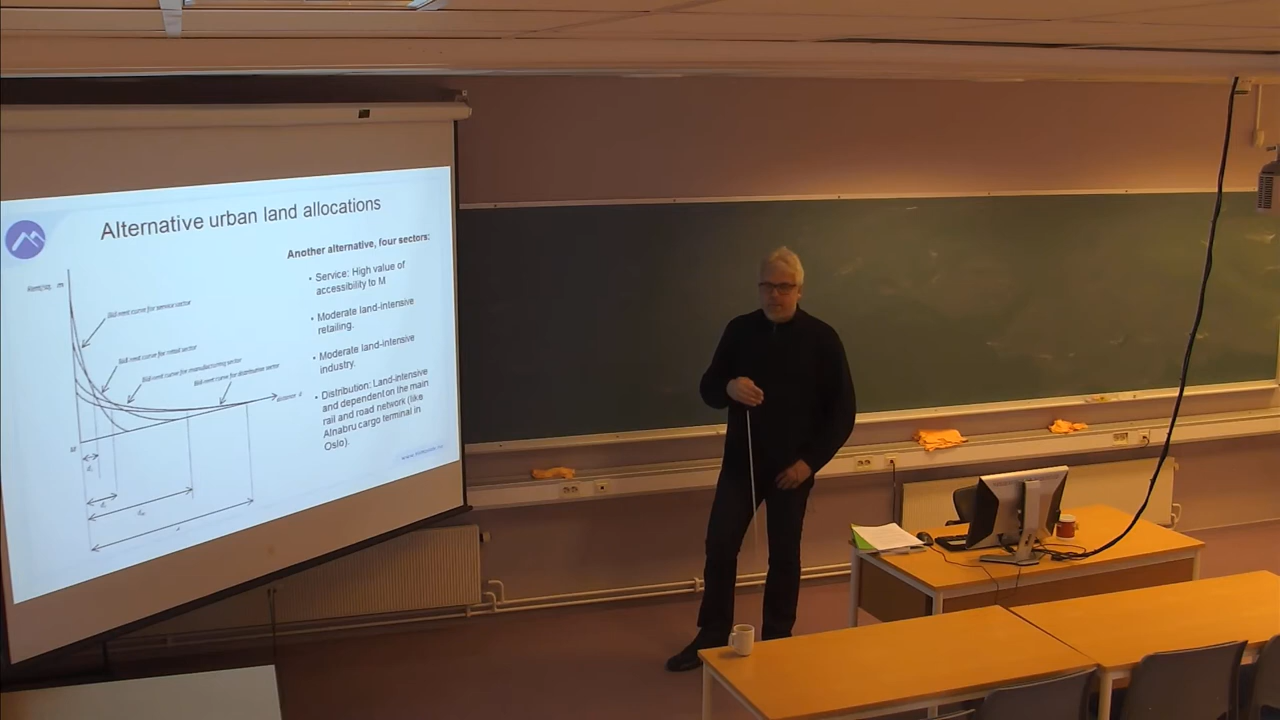 Alternative urban land allocations
Another alternative, four sectors:
• Service: High value of
accessibility to M
• Moderate land-intensive
retailing.
• Moderate land-intensive
industry.
• Distribution: Land-intensive
and dependent on the main
rail and road network (like
Alnabru cargo terminal in
Oslo).
Rent/sq. m
Bid-rent curve for service sector
Bid-rent curve for retail sector
Bid-rent curve for manufacturing sector
Bid-rent curve for distribution sector
distance d
M